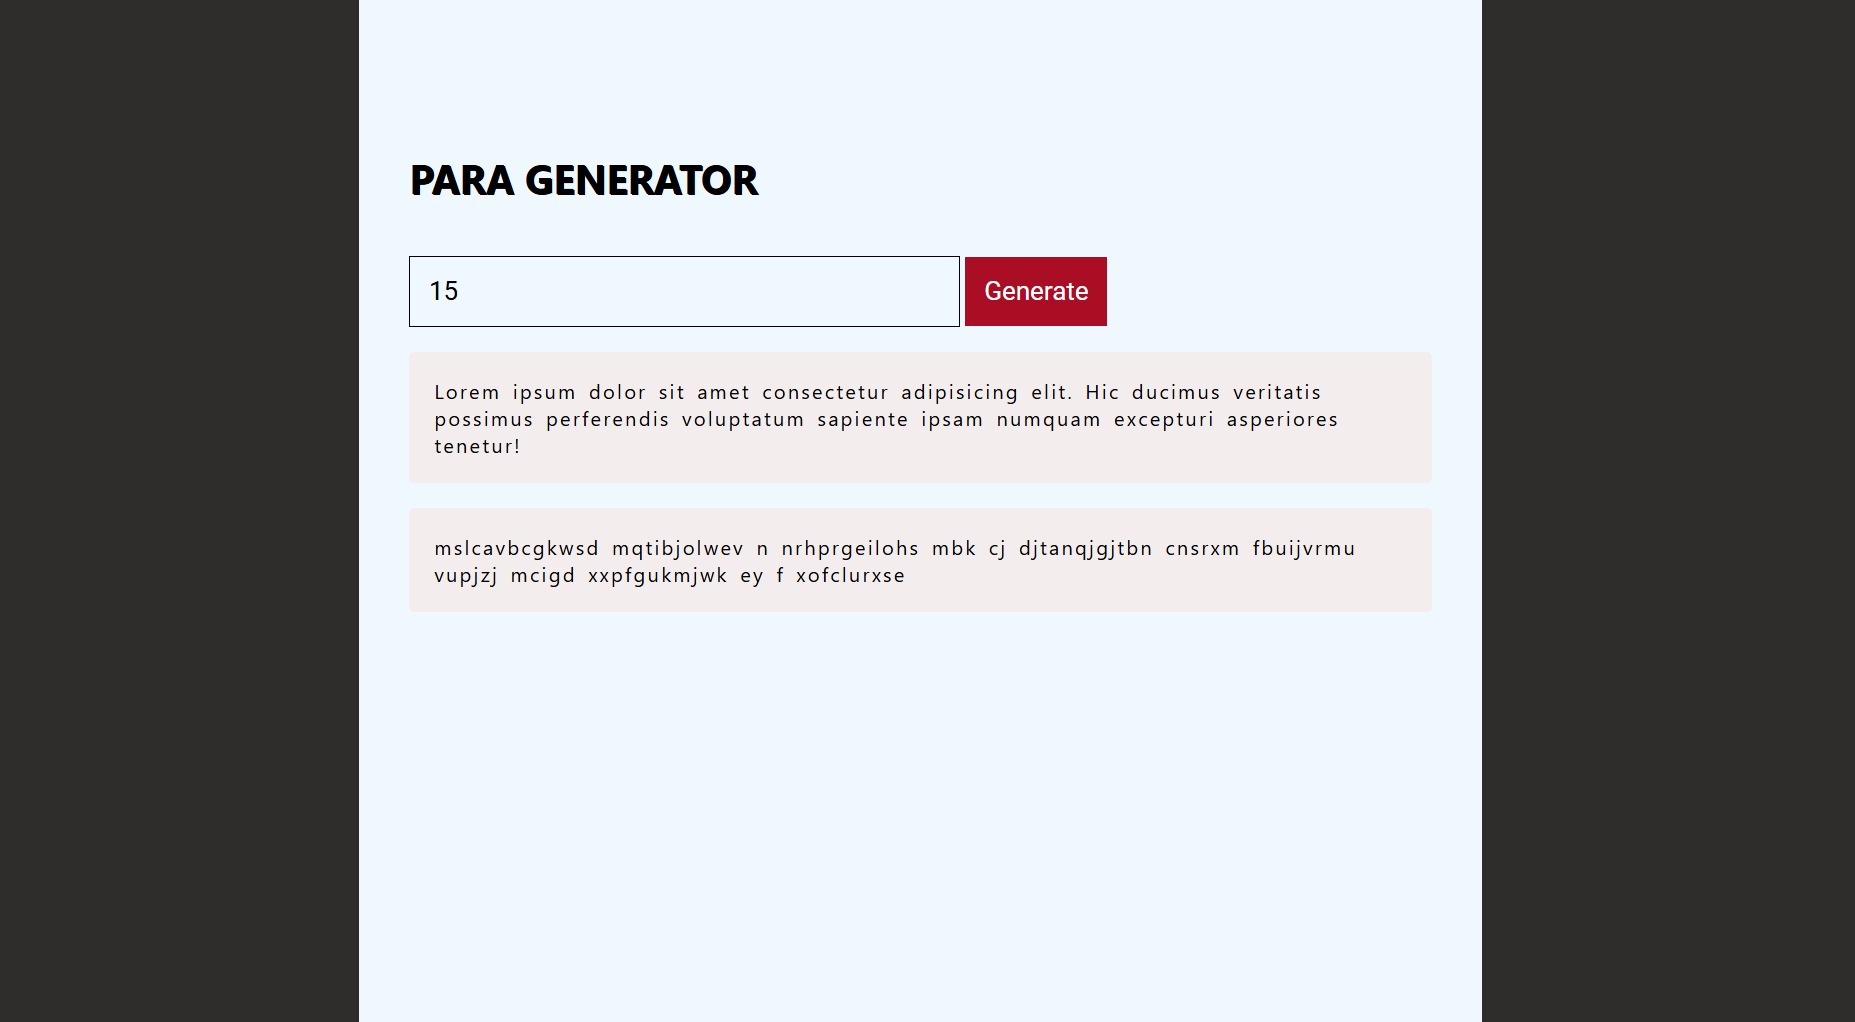 PARA GENERATOR
15
Generate
Lorem ipsum dolor sit amet consectetur adipisicing elit. Hic ducimus veritatis
possimus perferendis voluptatum sapiente ipsam numquam excepturi asperiores
tenetur!
mslcavbcgkwsd mqtibjolwev n nrhprgeilohs mbk cj djtanqjgjtbn cnsrxm fbuijvrmu
vupjzj mcigd xxpfgukmjwk ey f xofclurxse